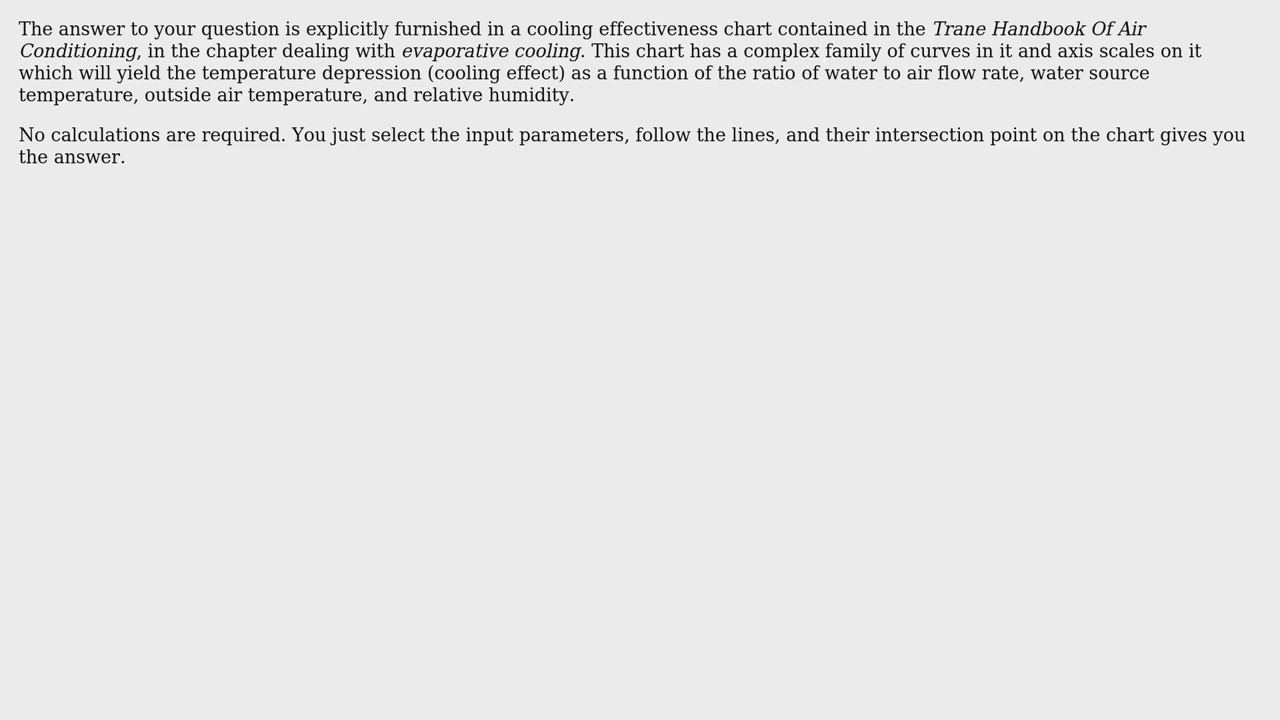 The answer to your question is explicitly furnished in a cooling effectiveness chart contained in the Trane Handbook Of Air
Conditioning, in the chapter dealing with evaporative cooling. This chart has a complex family of curves in it and axis scales on it
which will yield the temperature depression (cooling effect) as a function of the ratio of water to air flow rate, water source
temperature, outside air temperature, and relative humidity.
No calculations are required. You just select the input parameters, follow the lines, and their intersection point on the chart gives you
the answer.